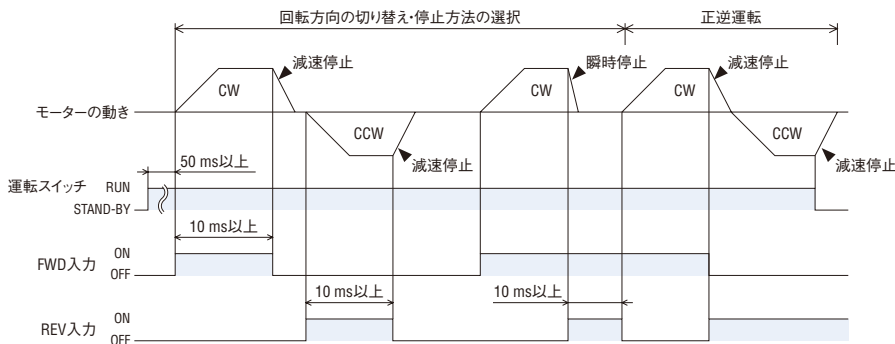 回転方向の切り替え・停止方法の選択
正逆運転
減速停止
瞬時停止
減速停止
CW
CW
CW
モーターの動き
CCW
CCW
減速停止
減速停止
50 ms以上
運転スイッチ
RUN
STAND-BY
10 ms以上
FWD入力
ON
OFF
10 ms以上
10 ms以上
REV入力
ON
OFF